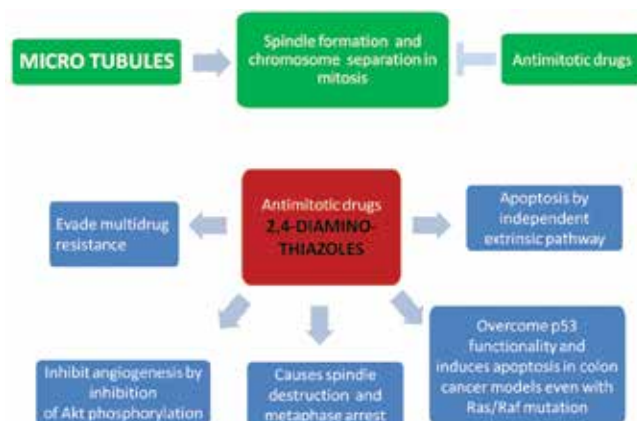 MICRO TUBULES
Spindle formation and
chromosome separation in
mitosis
Antimitotic drugs
Evade multidrug
resistance
Antimitotic drugs
2,4-DIAMINO-
THIAZOLES
Apoptosis by
independent
extrinsic pathway
Inhibit angiogenesis by
inhibition
of Akt phosphorylation
Causes spindle
destruction and
metaphase arrest
Overcome p53
functionality and
induces apoptosis in colon
cancer models even with
Ras/Raf mutation